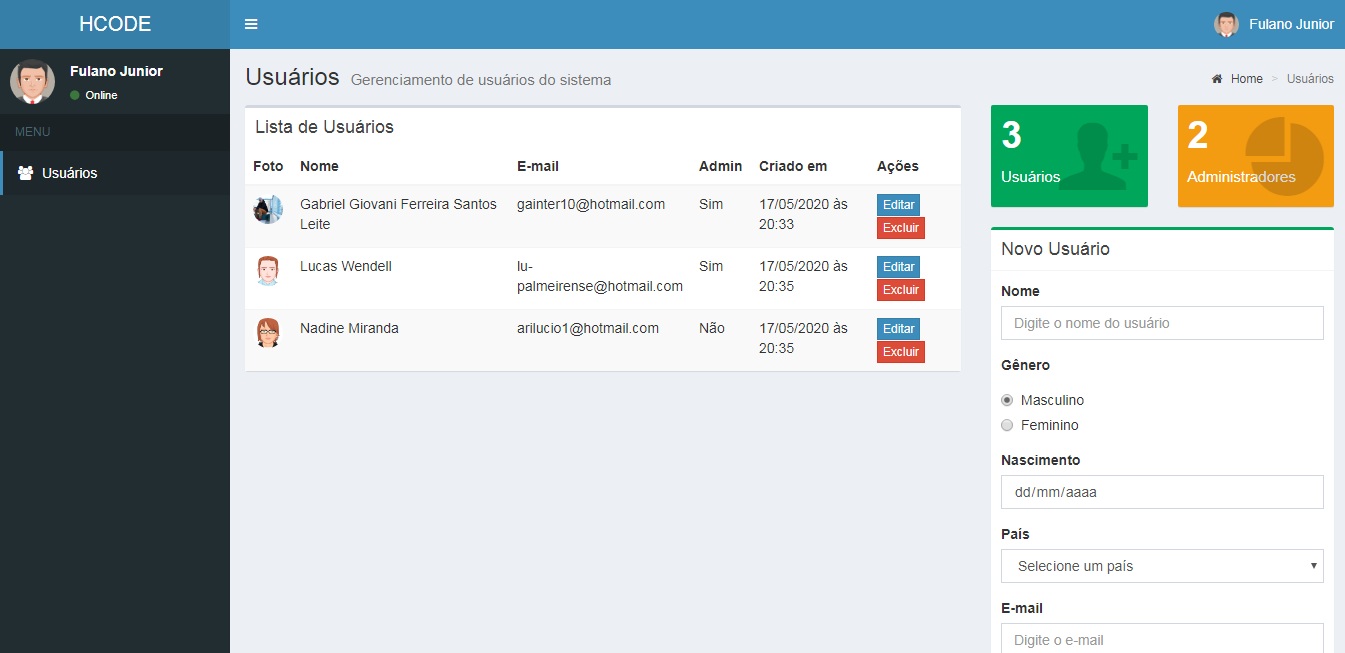 HCODE
Fulano Junior
Fulano Junior
Online
MENU
Usuários
Usuários Gerenciamento de usuários do sistema
Home > Usuários
Lista de Usuários
Foto Nome E-mail Admin Criado em Ações
Gabriel Giovani Ferreira Santos Leite gainter10@hotmail.com Sim 17/05/2020 às 20:33 Editar Excluir
Lucas Wendell lu-palmeirense@hotmail.com Sim 17/05/2020 às 20:35 Editar Excluir
Nadine Miranda arilucio1@hotmail.com Não 17/05/2020 às 20:35 Editar Excluir
3
Usuários
2
Administradores
Novo Usuário
Nome
Digite o nome do usuário
Gênero
Masculino
Feminino
Nascimento
dd/mm/aaaa
País
Selecione um país
E-mail
Digite o e-mail